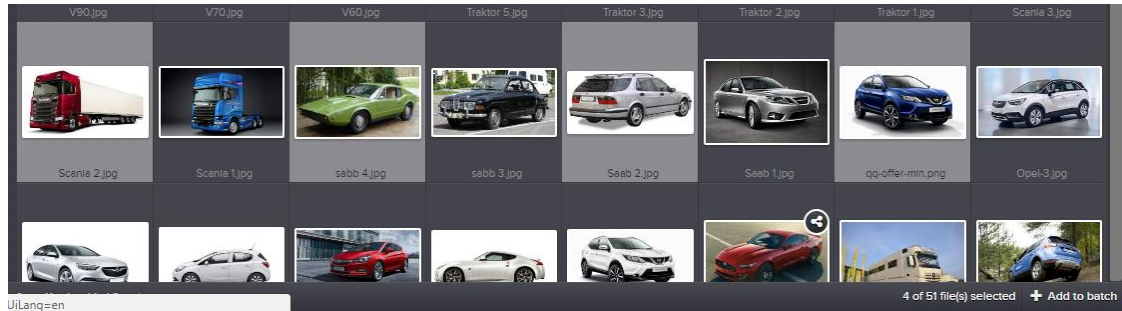 V90.jpg
V70.jpg
V60.jpg
Traktor 5.jpg
Traktor 3.jpg
Traktor 2.jpg
Traktor 1.jpg
Scania 3.jpg
Scania 2.jpg
Scania 1.jpg
sabb 4.jpg
sabb 3.jpg
Saab 2.jpg
Saab 1.jpg
qq-offer-min.png
Opel-3.jpg
4 of 51 file(s) selected
Add to batch
UiLang=en